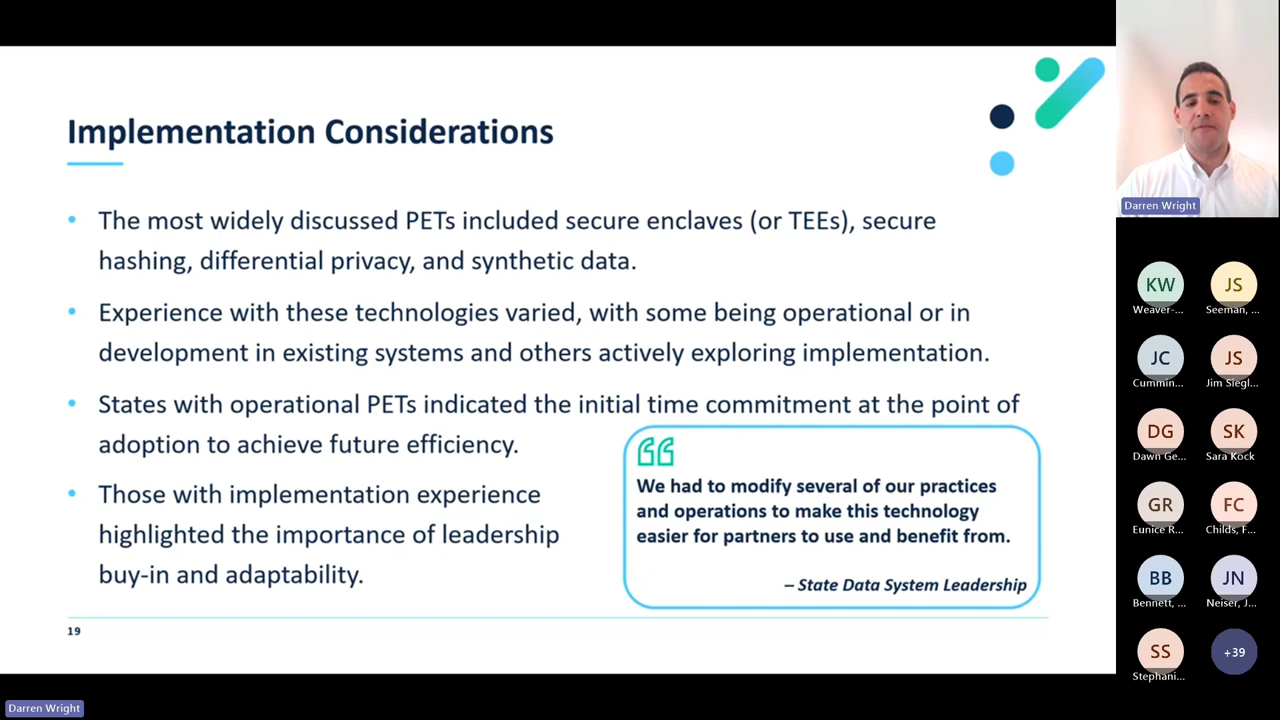 Implementation Considerations
• The most widely discussed PETs included secure enclaves (or TEEs), secure
hashing, differential privacy, and synthetic data.
• Experience with these technologies varied, with some being operational or in
development in existing systems and others actively exploring implementation.
• States with operational PETs indicated the initial time commitment at the point of
adoption to achieve future efficiency.
• Those with implementation experience
highlighted the importance of leadership
buy-in and adaptability.
We had to modify several of our practices
and operations to make this technology
easier for partners to use and benefit from.
– State Data System Leadership
19
Darren Wright
KW
Weaver-...
JS
Seeman, ...
JC
Cummin...
JS
Jim Siegl...
DG
Dawn Ge...
SK
Sara Kock
GR
Eunice R...
FC
Childs, F...
BB
Bennett, ...
JN
Neiser, J...
SS
Stephani...
+39
Darren Wright